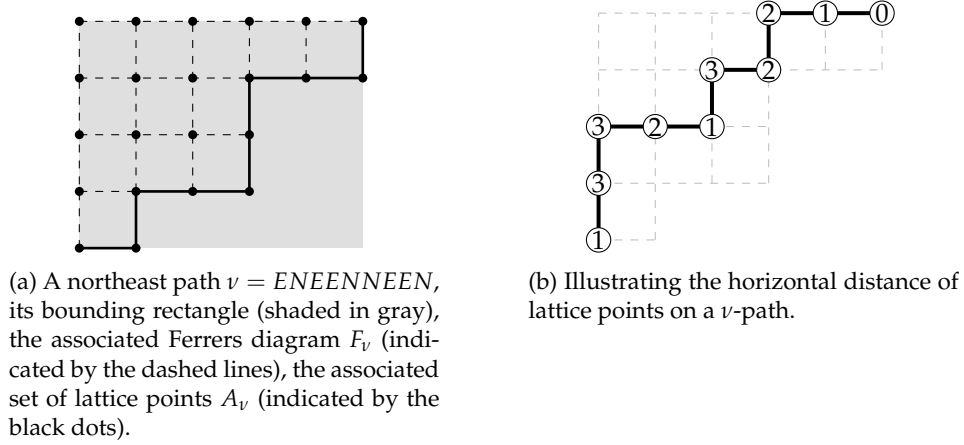 2 1 0
3 2
3 2 1
3
1
(a) A northeast path ν = ENEENNEEN,
its bounding rectangle (shaded in gray),
the associated Ferrers diagram Fν (indi-
cated by the dashed lines), the associated
set of lattice points Aν (indicated by the
black dots).
(b) Illustrating the horizontal distance of
lattice points on a ν-path.